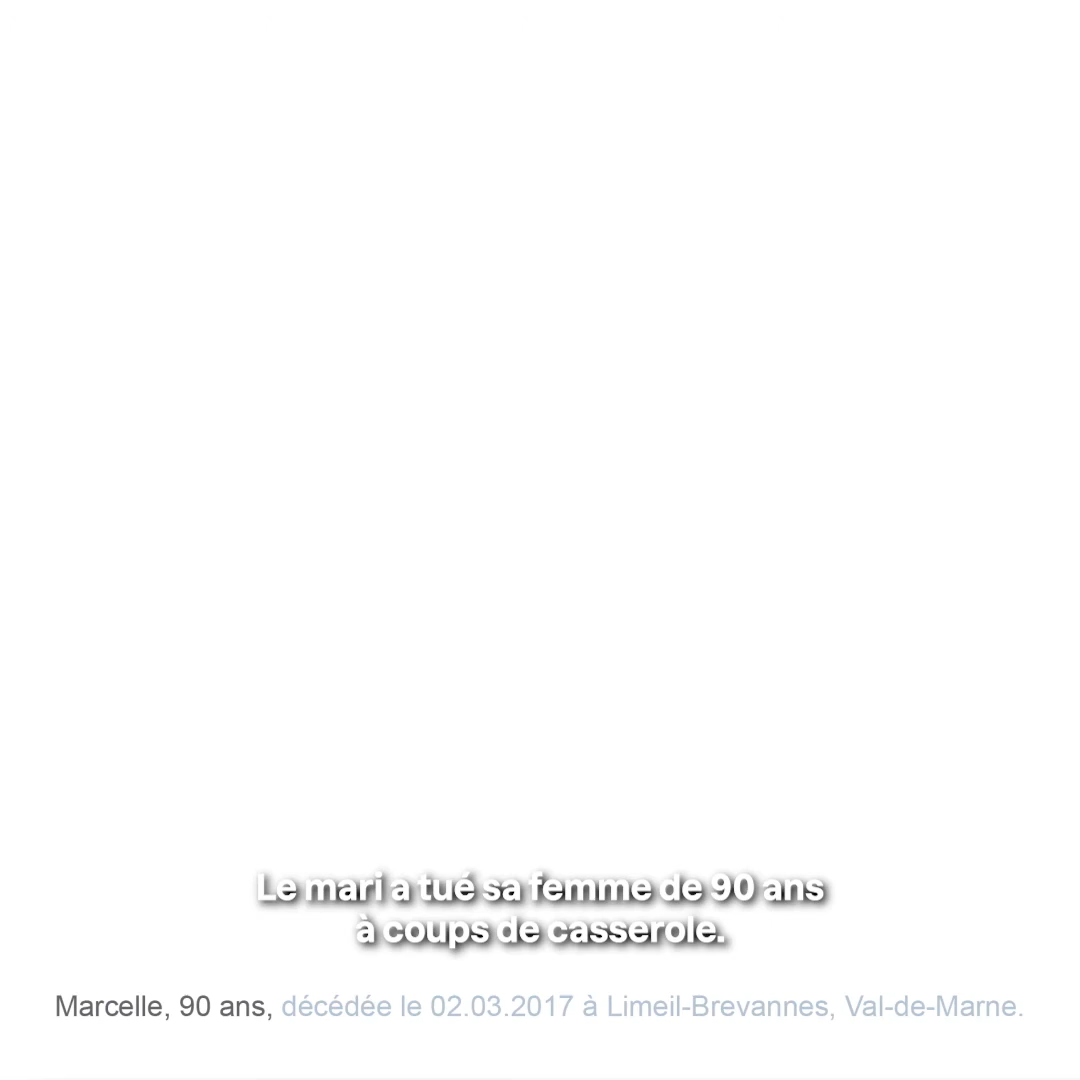 Le mari a tué sa femme de 90 ans
à coups de casserole.
Marcelle, 90 ans, décédée le 02.03.2017 à Limeil-Brevannes, Val-de-Marne.